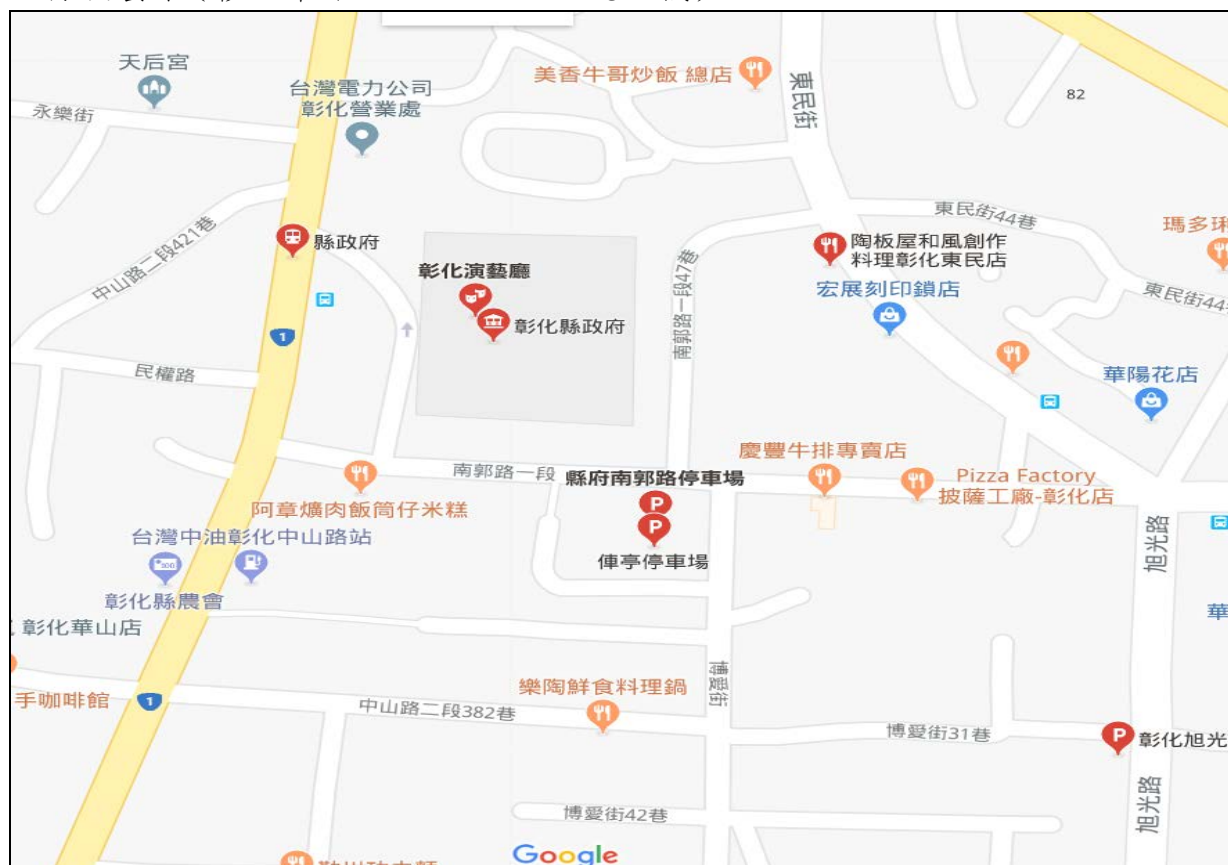 天后宮
永樂街
台灣電力公司
彰化營業處
美香牛哥炒飯 總店
東民街
82
東民街44巷
中山路二段421巷
縣政府
彰化演藝廳
彰化縣政府
南郭路一段47巷
陶板屋和風創作
料理彰化東民店
瑪多琍
宏展刻印鎖店
東民街44
1
民權路
華陽花店
南郭路一段
慶豐牛排專賣店
縣府南郭路停車場
Pizza Factory
披薩工廠-彰化店
阿章爌肉飯筒仔米糕
台灣中油彰化中山路站
俥亭停車場
旭光路
彰化縣農會
彰化華山店
華
博愛街
樂陶鮮食料理鍋
手咖啡館
1
中山路二段382巷
博愛街31巷
彰化旭光
旭光路
博愛街42巷
Google